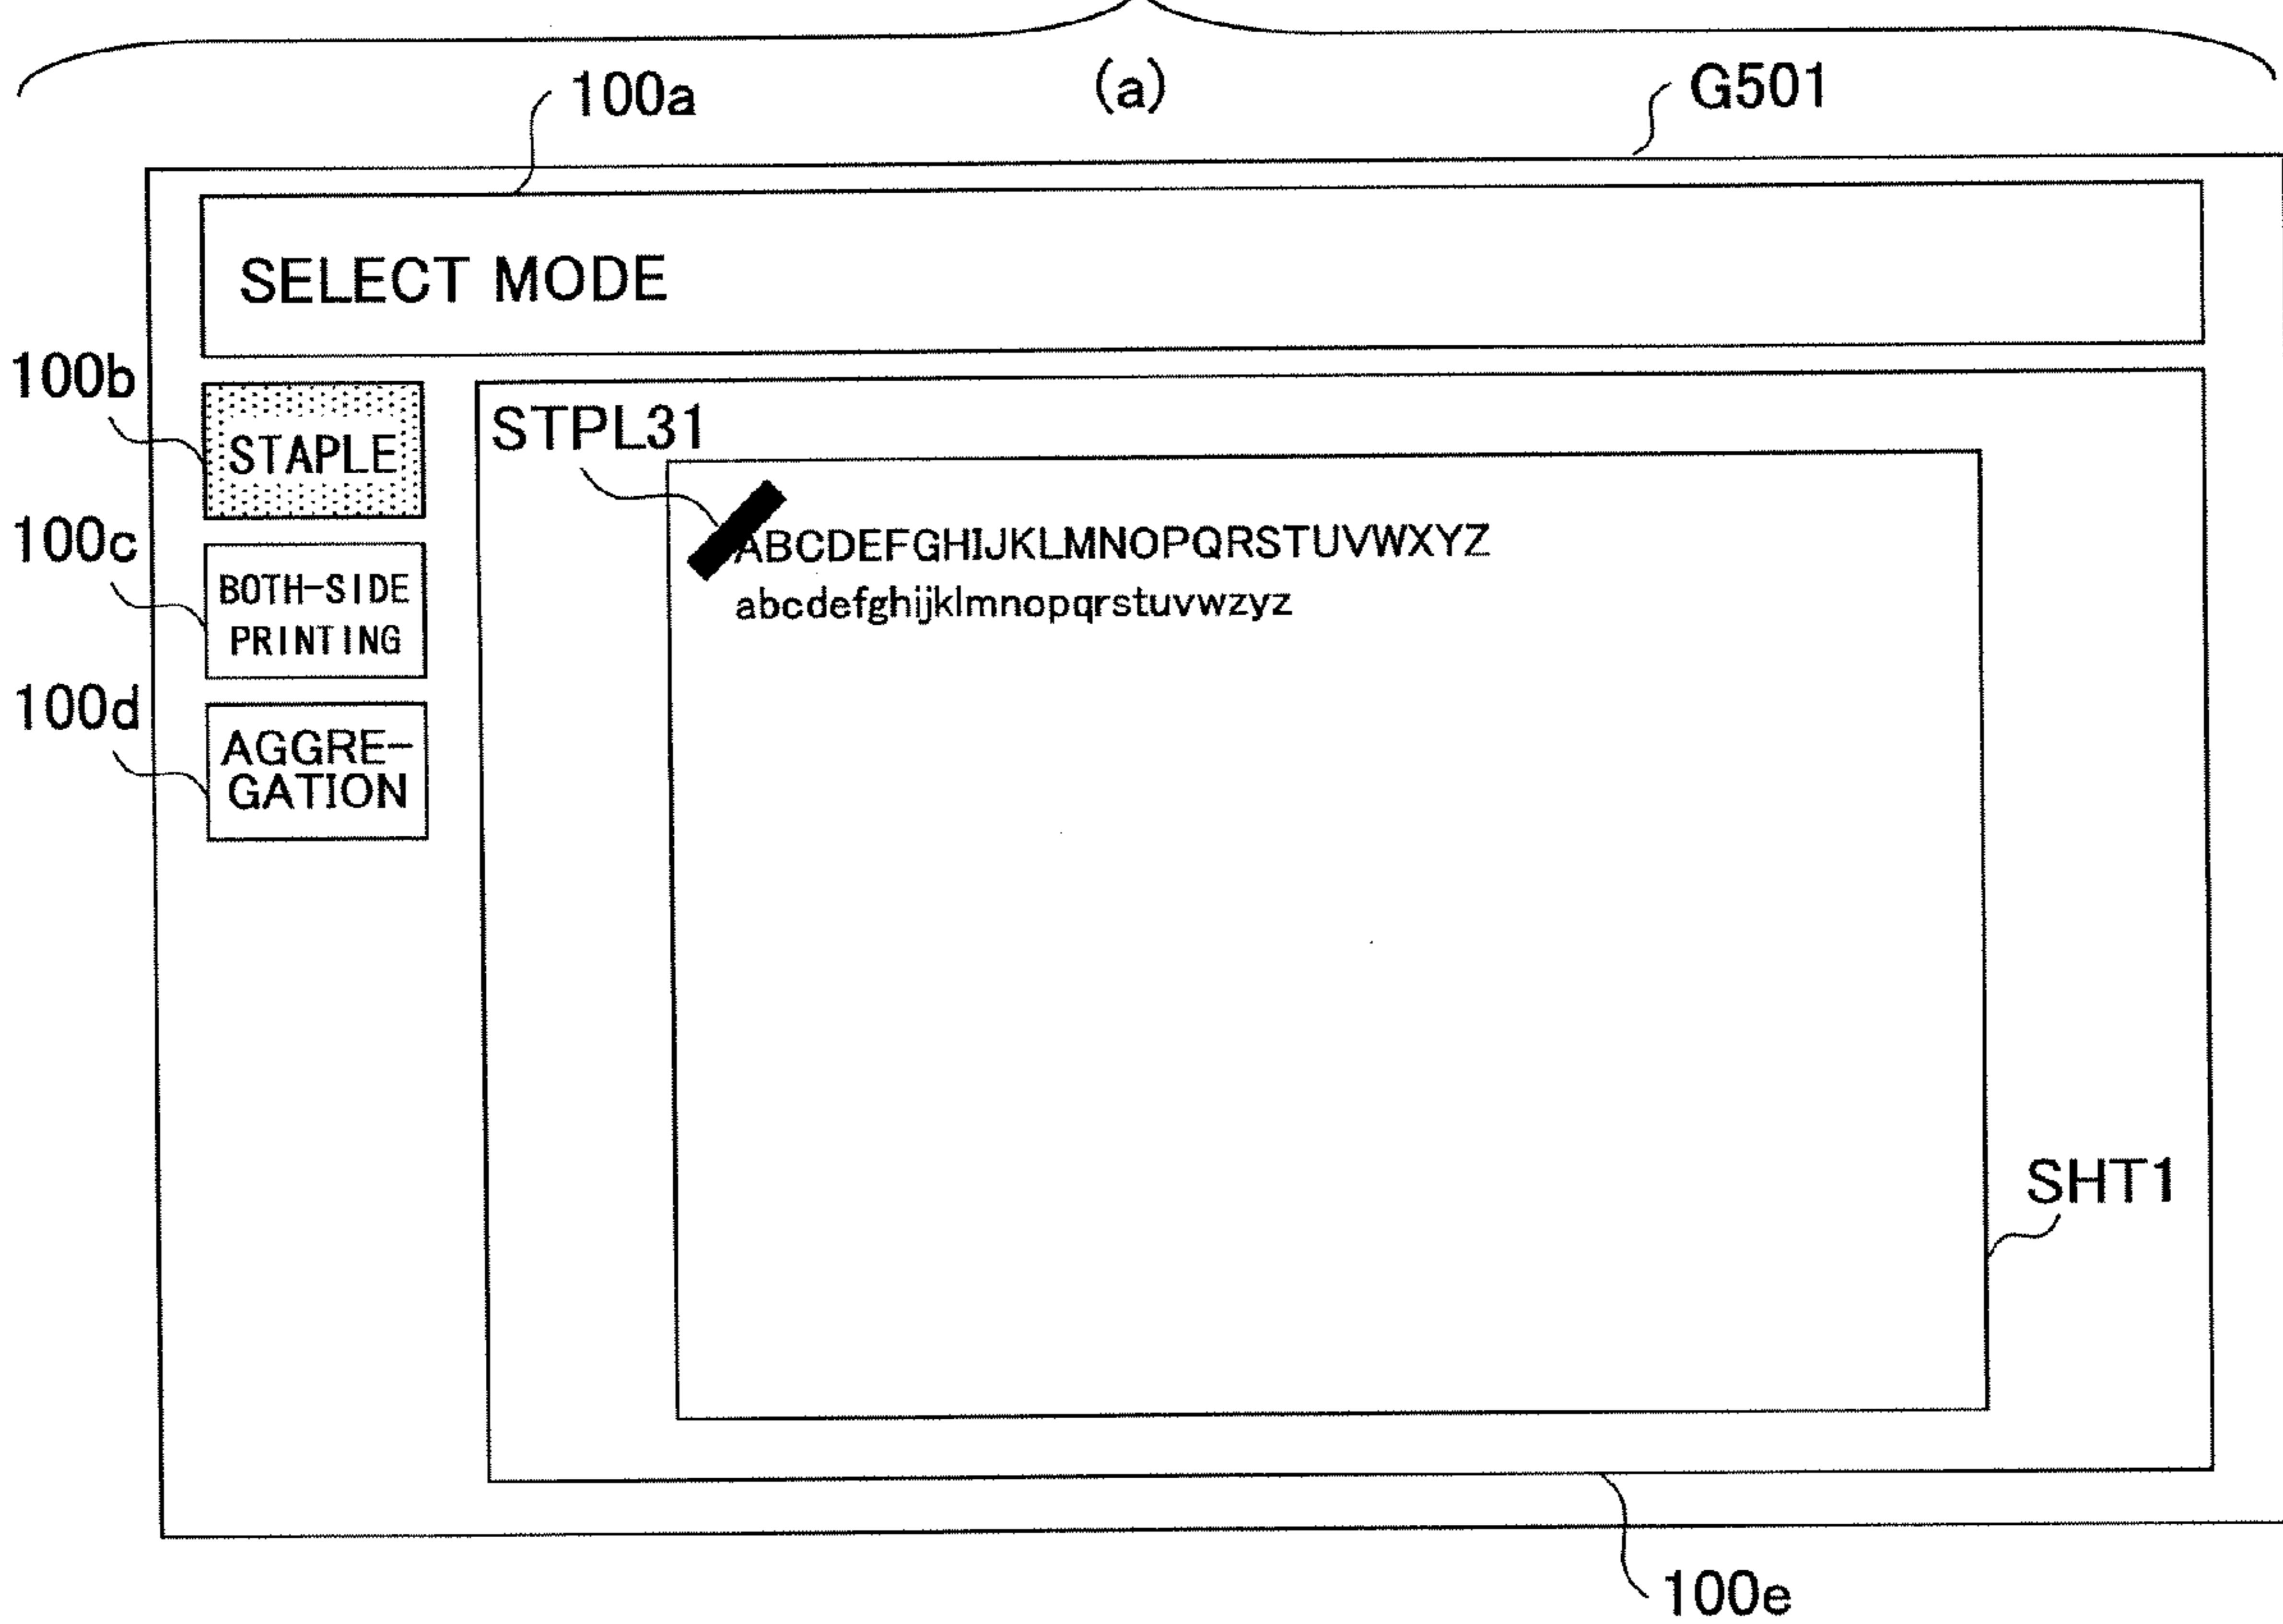 (a)
100a
G501
SELECT MODE
100b
STAPLE
STPL31
ABCDEFGHIJKLMNOPQRSTUVWXYZ
abcdefghijklmnopqrstuvwzyz
100c
BOTH-SIDE
PRINTING
100d
AGGRE-
GATION
SHT1
100e